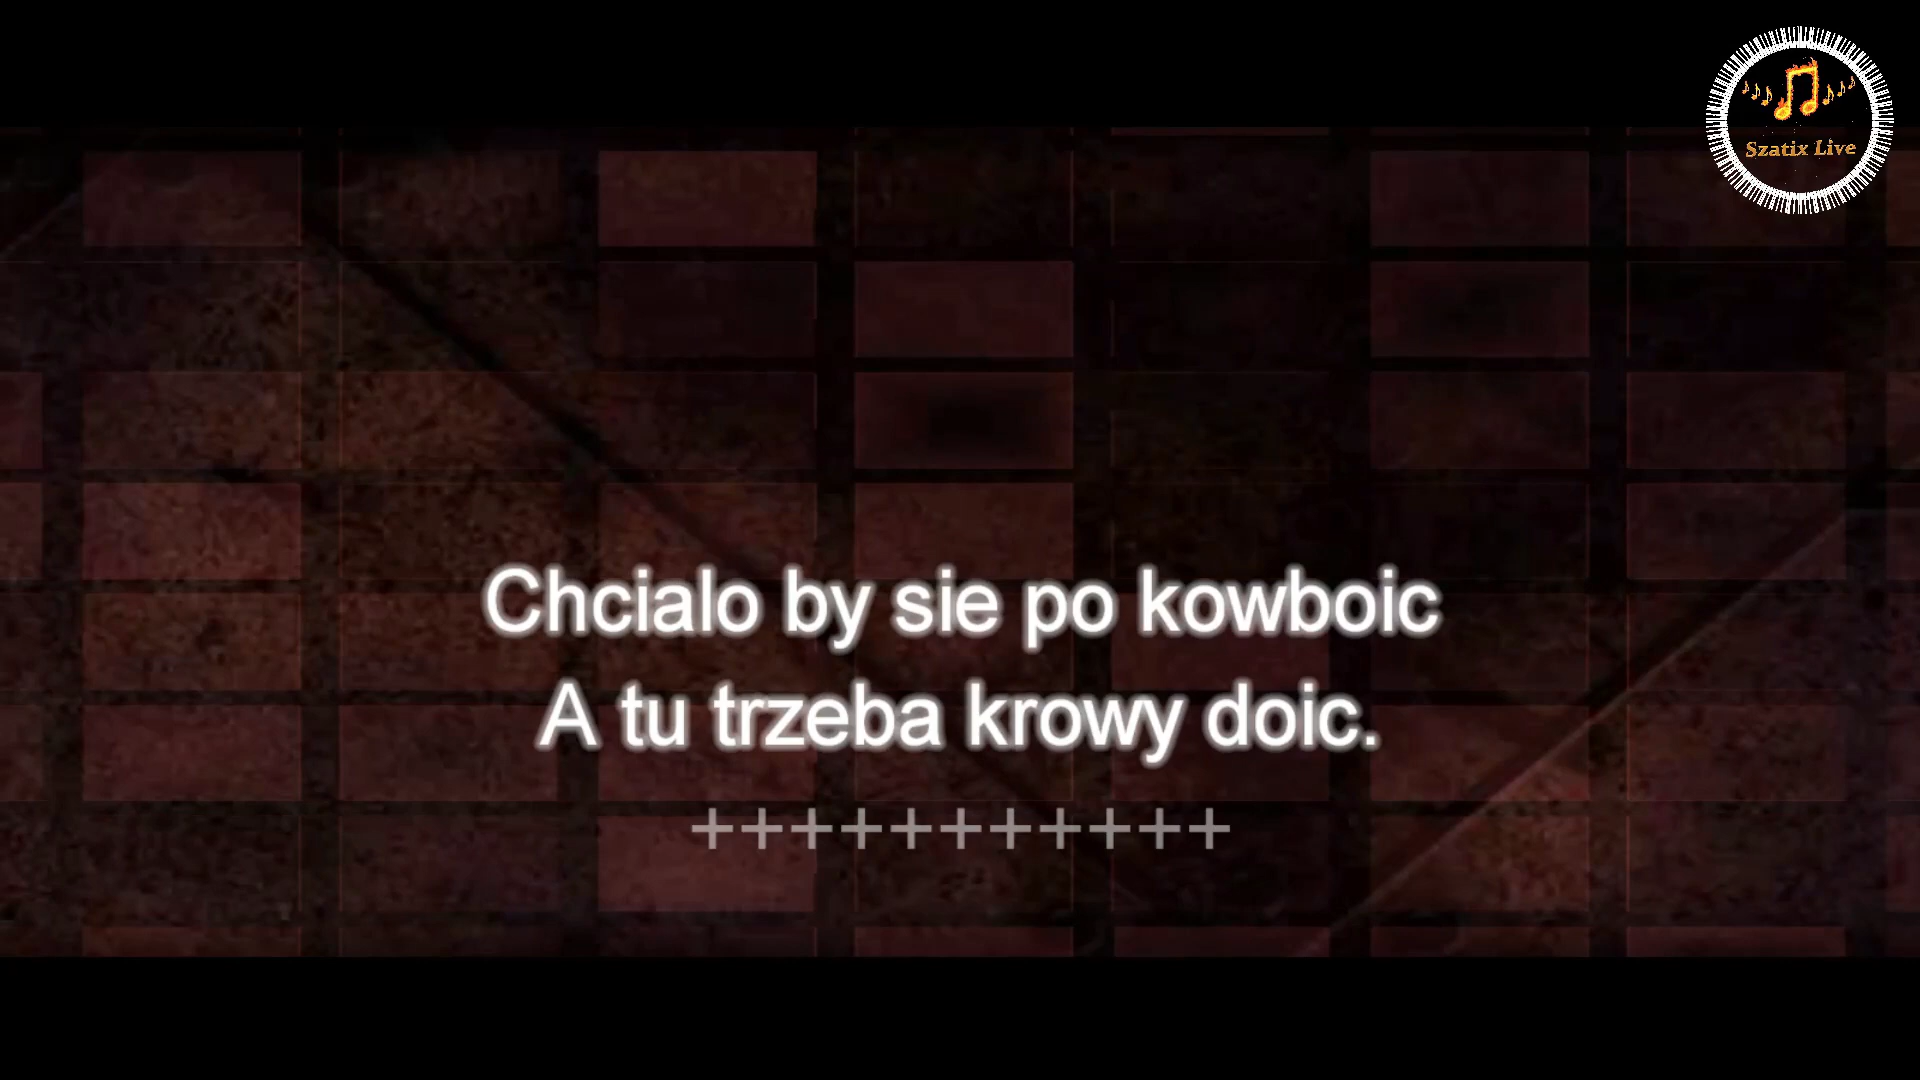 Szatix Live
Chcialo by sie po kowboic
A tu trzeba krowy doic.
+++++++++++